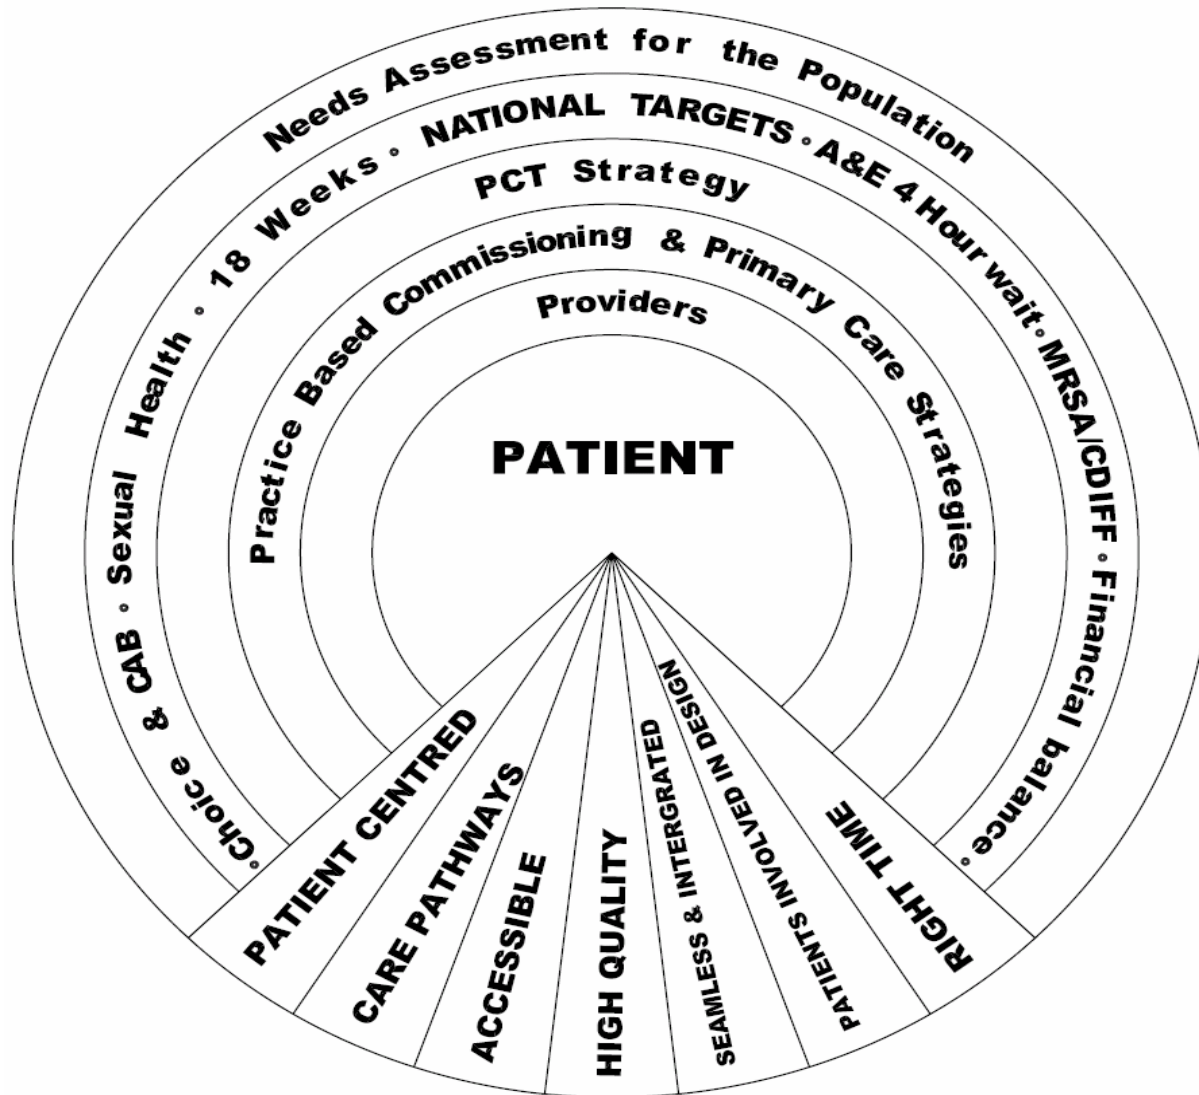 Needs Assessment for the Population
°Choice & CAB ° Sexual Health ° 18 Weeks ° NATIONAL TARGETS ° A&E 4 Hour wait ° MRSA/CDIFF ° Financial balance°
PCT Strategy
Practice Based Commissioning & Primary Care Strategies
Providers
PATIENT
PATIENT CENTRED
CARE PATHWAYS
ACCESSIBLE
HIGH QUALITY
SEAMLESS & INTERGRATED
PATIENTS INVOLVED IN DESIGN
RIGHT TIME